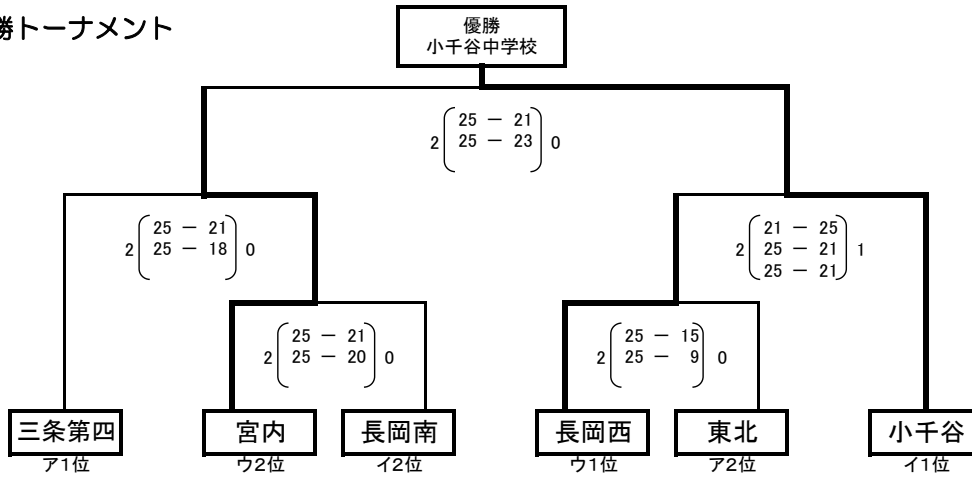 勝トーナメント
優勝
小千谷中学校
25 － 21
2 25 － 23 0
25 － 21
2 25 － 18 0
21 － 25
2 25 － 21 1
25 － 21
25 － 21
2 25 － 20 0
25 － 15
2 25 － 9 0
三条第四 宮内 長岡南 長岡西 東北 小千谷
ア1位 ウ2位 イ2位 ウ1位 ア2位 イ1位